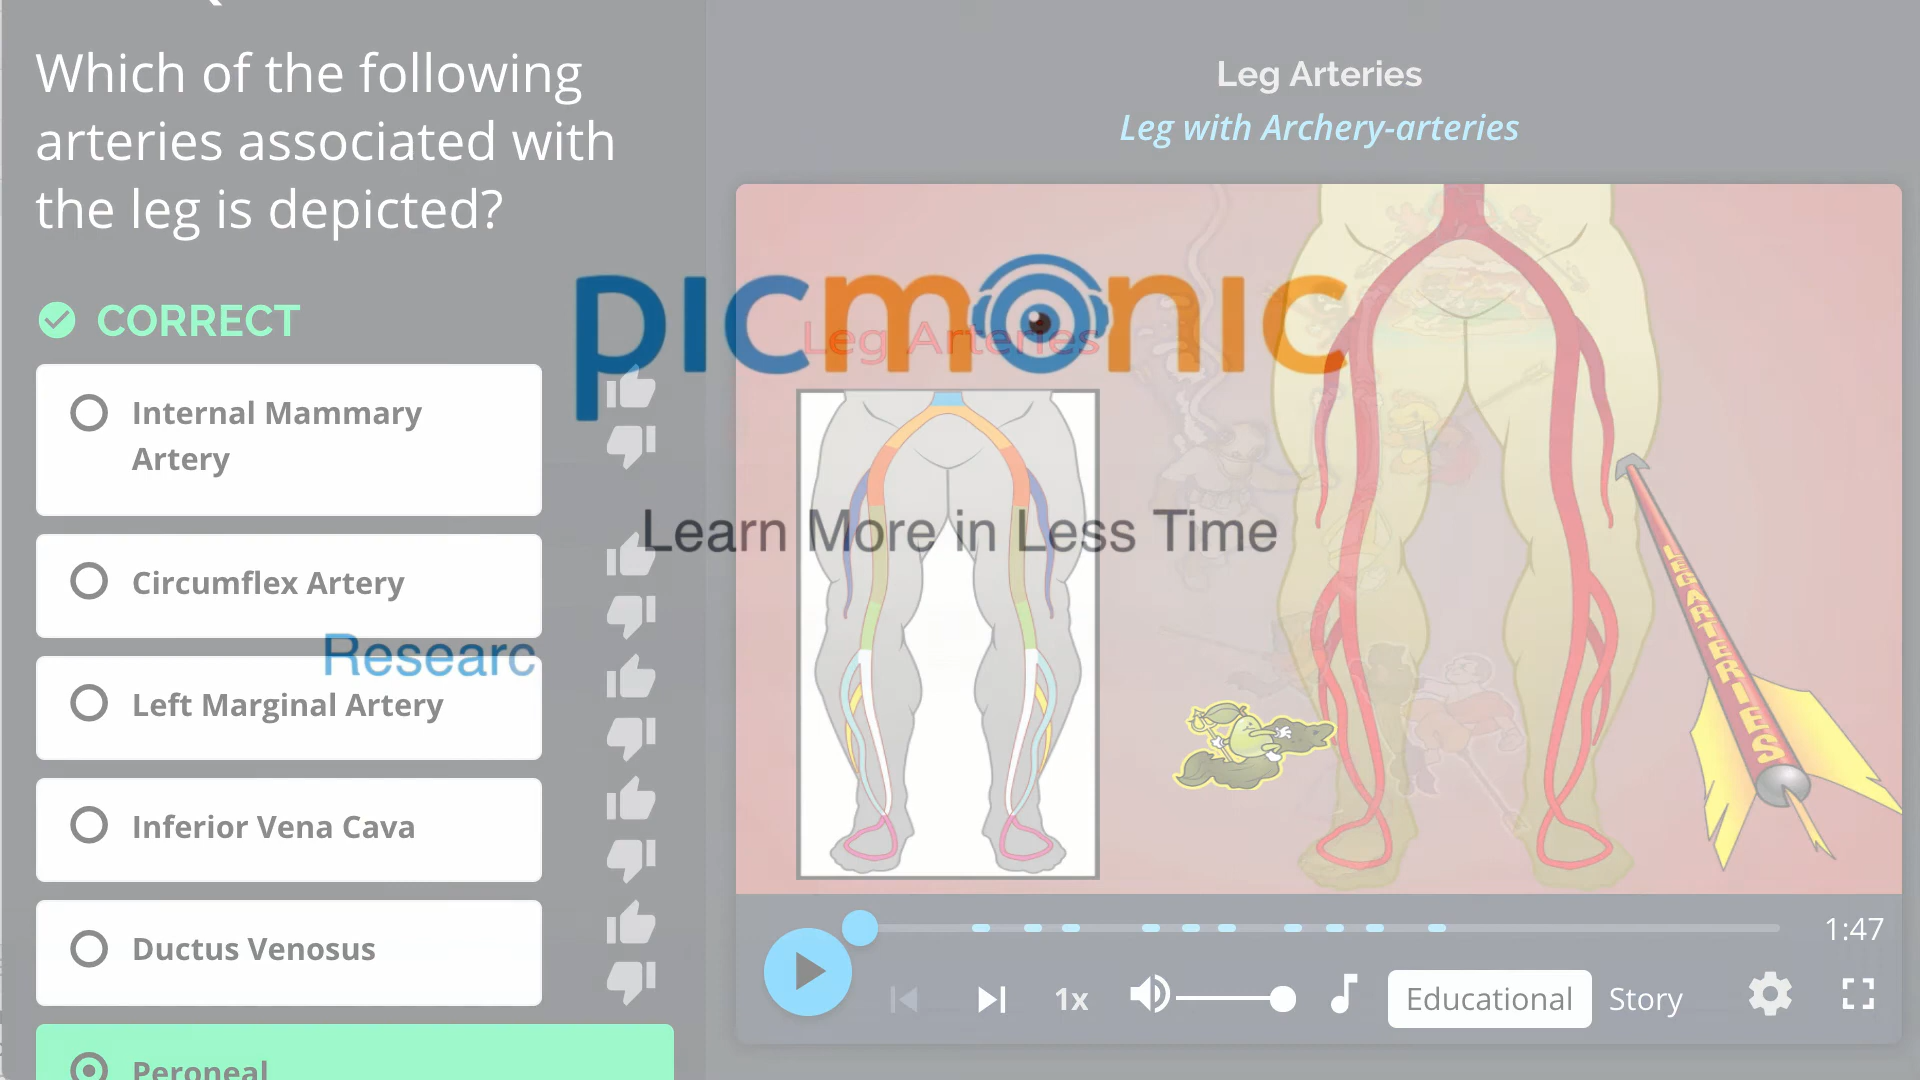 Which of the following
arteries associated with
the leg is depicted?
CORRECT
Internal Mammary
Artery
Circumflex Artery
Left Marginal Artery
Inferior Vena Cava
Ductus Venosus
Peroneal
Leg Arteries
Leg with Archery-arteries
picmonic
Leg Arteries
Learn More in Less Time
Researc
LEG ARTERIES
1:47
1x
Educational
Story